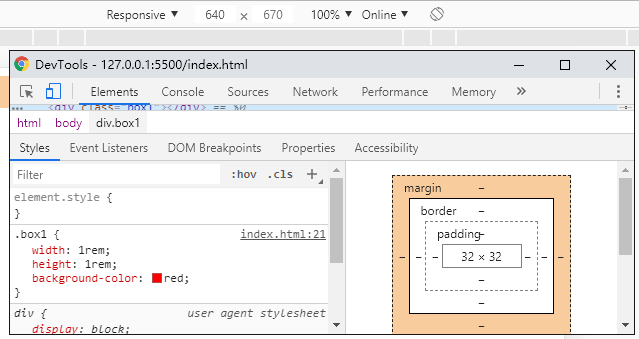 Responsive ▼ 640 × 670 100% ▼ Online ▼
DevTools - 127.0.0.1:5500/index.html
Elements Console Sources Network Performance Memory »
… <div class="box1"></div> == $0
html body div.box1
Styles Event Listeners DOM Breakpoints Properties Accessibility
Filter :hov .cls +
element.style {
}
.box1 { index.html:21
width: 1rem;
height: 1rem;
background-color: red;
}
div { user agent stylesheet
display: block;
margin –
border –
padding –
– – – 32 × 32 – – –
–
–
–